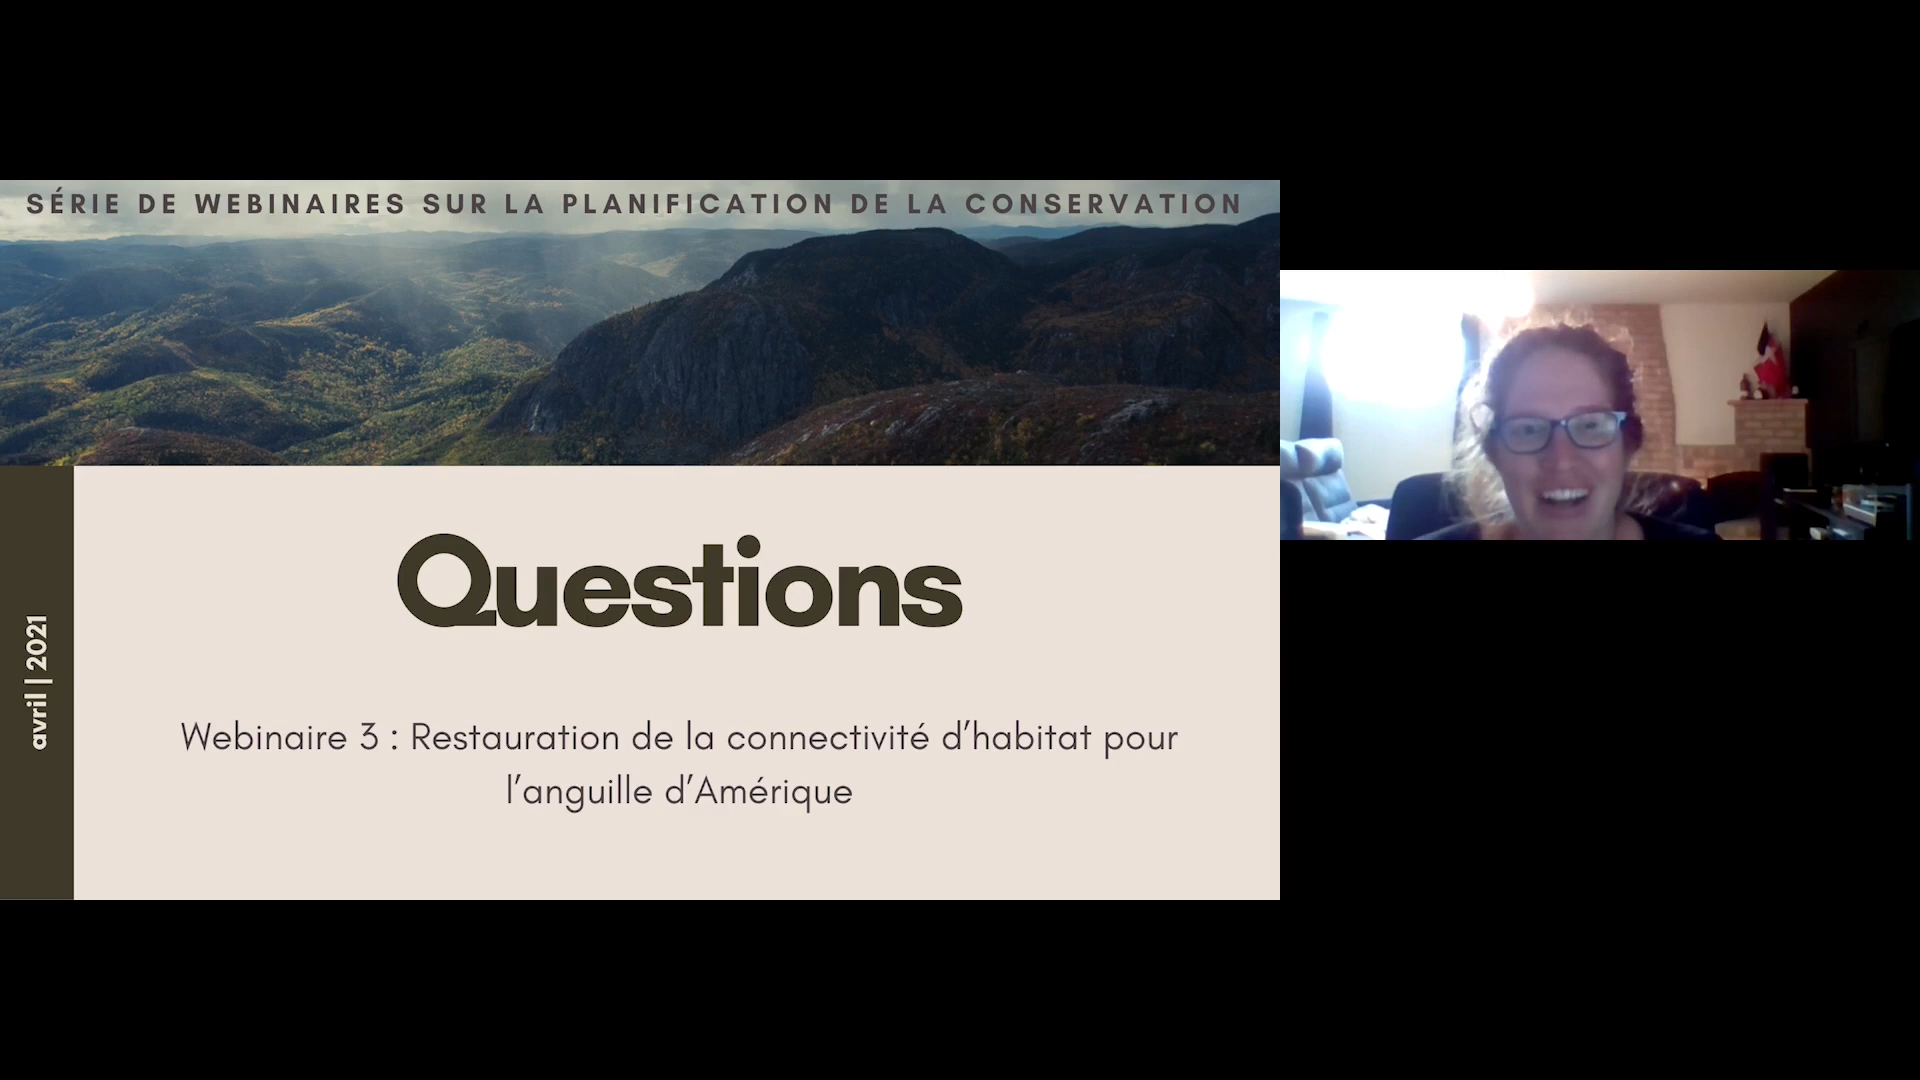 SÉRIE DE WEBINAIRES SUR LA PLANIFICATION DE LA CONSERVATION
avril | 2021
Questions
Webinaire 3 : Restauration de la connectivité d’habitat pour
l’anguille d’Amérique